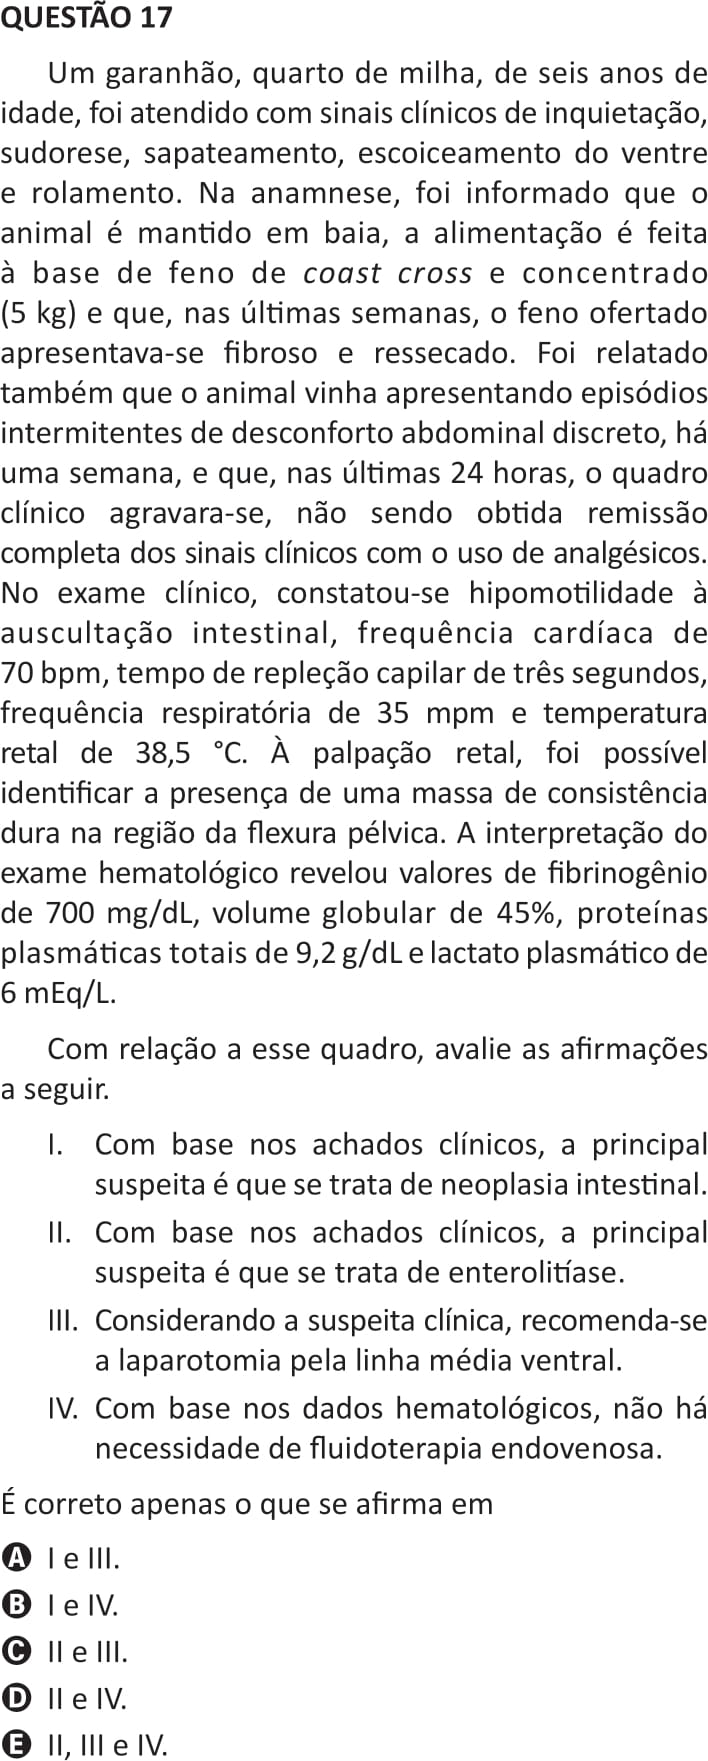 QUESTÃO 17
Um garanhão, quarto de milha, de seis anos de
idade, foi atendido com sinais clínicos de inquietação,
sudorese, sapateamento, escoiceamento do ventre
e rolamento. Na anamnese, foi informado que o
animal é mantido em baia, a alimentação é feita
à base de feno de coast cross e concentrado
(5 kg) e que, nas últimas semanas, o feno ofertado
apresentava-se fibroso e ressecado. Foi relatado
também que o animal vinha apresentando episódios
intermitentes de desconforto abdominal discreto, há
uma semana, e que, nas últimas 24 horas, o quadro
clínico agravara-se, não sendo obtida remissão
completa dos sinais clínicos com o uso de analgésicos.
No exame clínico, constatou-se hipomotilidade à
auscultação intestinal, frequência cardíaca de
70 bpm, tempo de repleção capilar de três segundos,
frequência respiratória de 35 mpm e temperatura
retal de 38,5 °C. À palpação retal, foi possível
identificar a presença de uma massa de consistência
dura na região da flexura pélvica. A interpretação do
exame hematológico revelou valores de fibrinogênio
de 700 mg/dL, volume globular de 45%, proteínas
plasmáticas totais de 9,2 g/dL e lactato plasmático de
6 mEq/L.
Com relação a esse quadro, avalie as afirmações
a seguir.
I. Com base nos achados clínicos, a principal
suspeita é que se trata de neoplasia intestinal.
II. Com base nos achados clínicos, a principal
suspeita é que se trata de enterolitíase.
III. Considerando a suspeita clínica, recomenda-se
a laparotomia pela linha média ventral.
IV. Com base nos dados hematológicos, não há
necessidade de fluidoterapia endovenosa.
É correto apenas o que se afirma em
A I e III.
B I e IV.
C II e III.
D II e IV.
E II, III e IV.